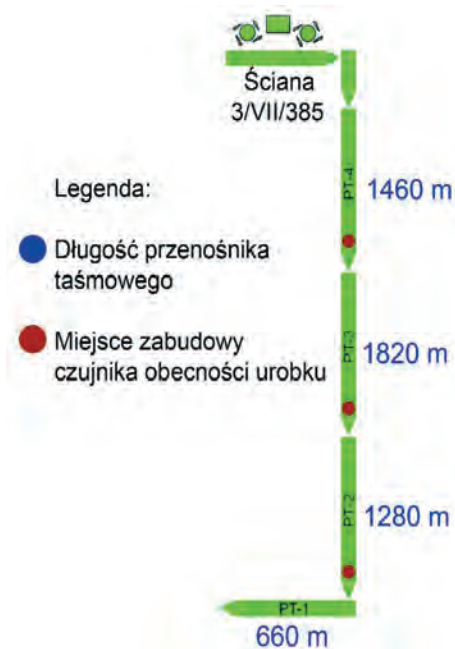 Ściana
3/VII/385
PT-4
1460 m
Legenda:
Długość przenośnika
taśmowego
Miejsce zabudowy
czujnika obecności urobku
PT-3
1820 m
PT-2
1280 m
PT-1
660 m